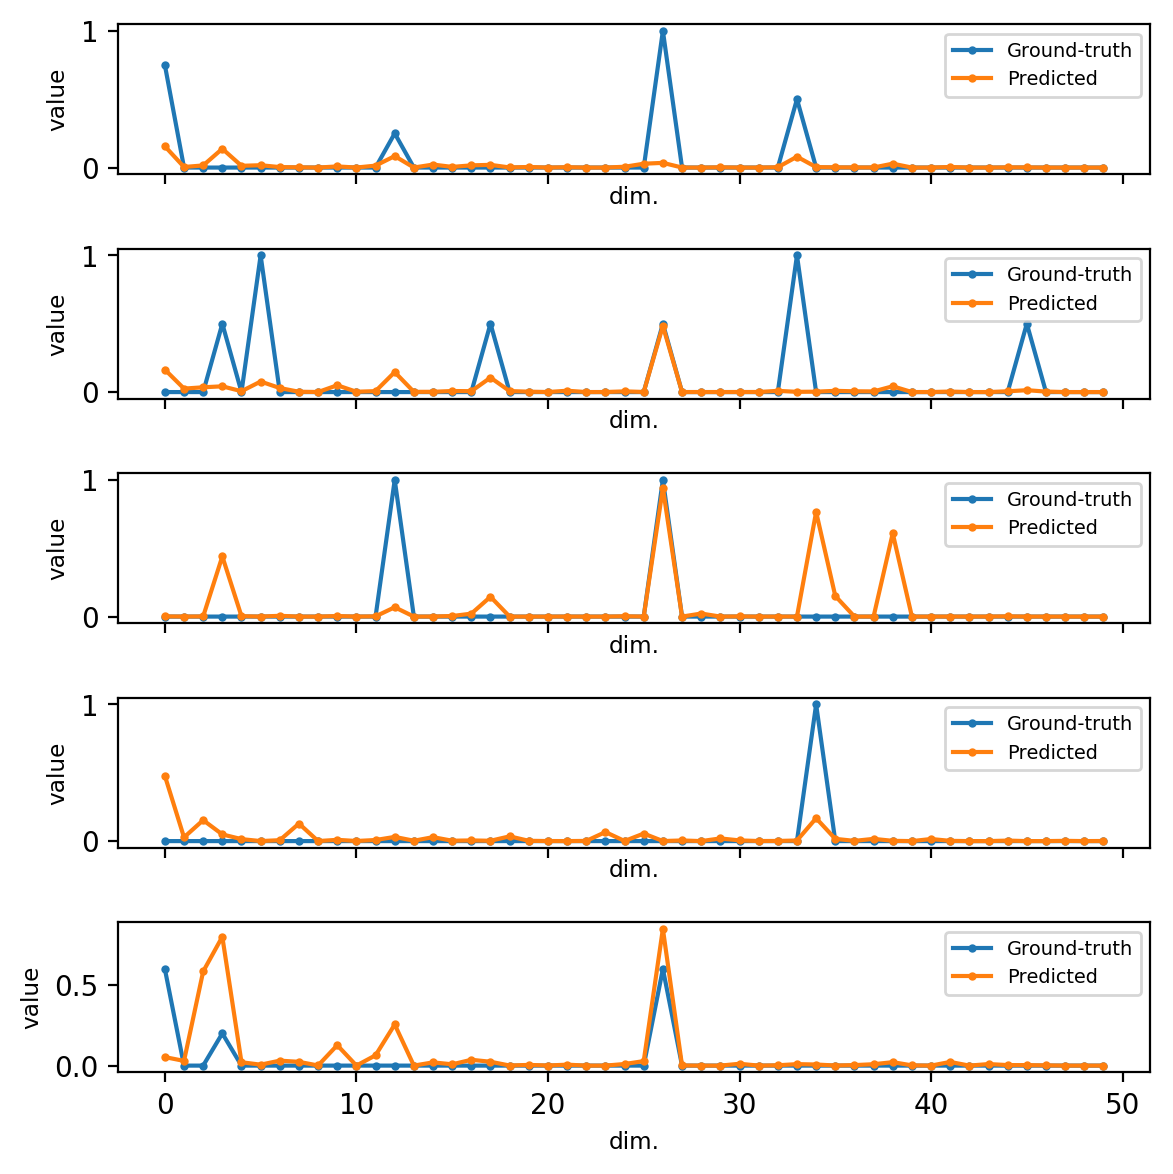 1
value
0
Ground-truth
Predicted
dim.
1
value
0
Ground-truth
Predicted
dim.
1
value
0
Ground-truth
Predicted
dim.
1
value
0
Ground-truth
Predicted
dim.
0.5
value
0.0
Ground-truth
Predicted
0 10 20 30 40 50
dim.